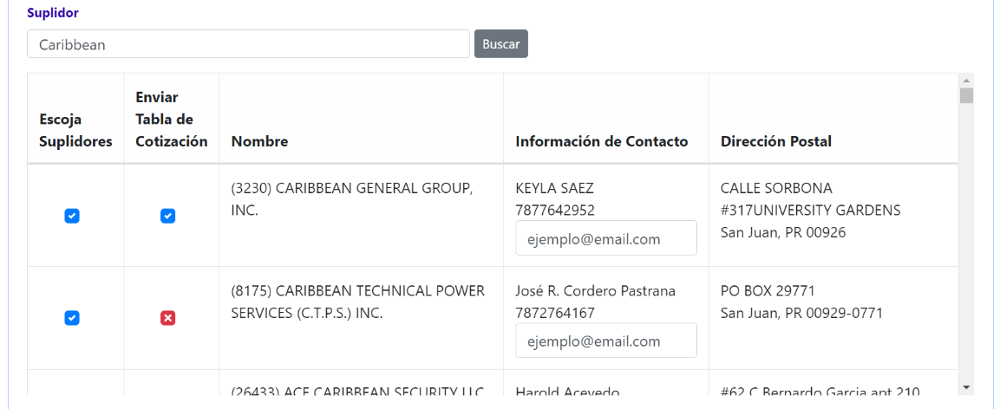 Suplidor
Caribbean
Buscar
Escoja
Suplidores
Enviar
Tabla de
Cotización
Nombre
Información de Contacto
Dirección Postal
(3230) CARIBBEAN GENERAL GROUP,
INC.
KEYLA SAEZ
7877642952
ejemplo@email.com
CALLE SORBONA
#317UNIVERSITY GARDENS
San Juan, PR 00926
(8175) CARIBBEAN TECHNICAL POWER
SERVICES (C.T.P.S.) INC.
José R. Cordero Pastrana
7872764167
ejemplo@email.com
PO BOX 29771
San Juan, PR 00929-0771
(26433) ACE CARIBBEAN SECURITY LLC
Harold Acevedo
#62 C Bernardo Garcia apt 210